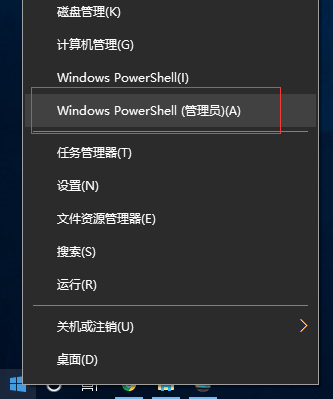 磁盘管理(K)
计算机管理(G)
Windows PowerShell(I)
Windows PowerShell (管理员)(A)
任务管理器(T)
设置(N)
文件资源管理器(E)
搜索(S)
运行(R)
关机或注销(U)
桌面(D)